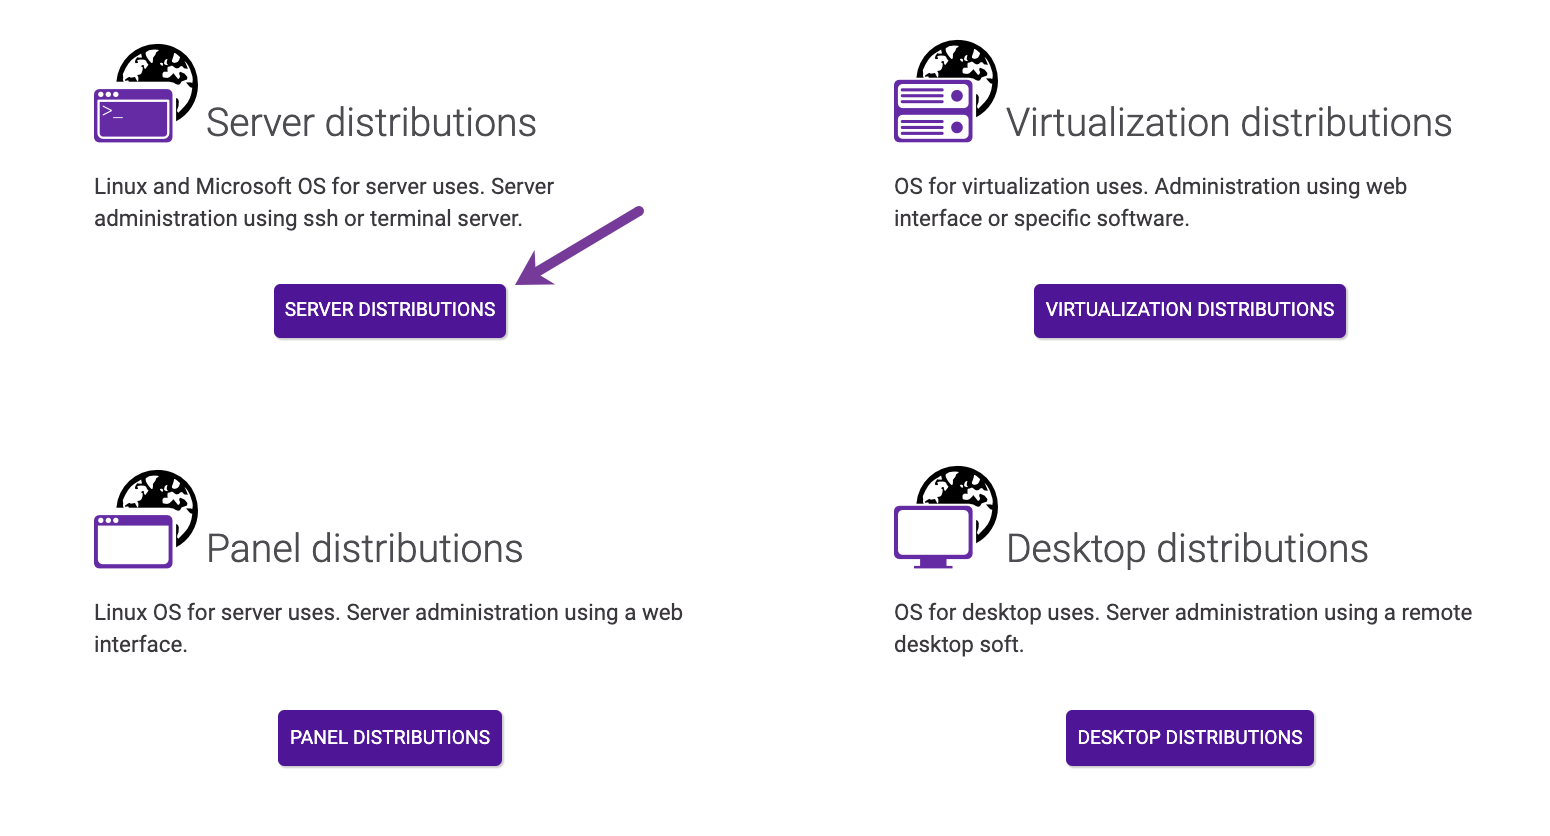 >_
Server distributions
Linux and Microsoft OS for server uses. Server
administration using ssh or terminal server.
SERVER DISTRIBUTIONS
Virtualization distributions
OS for virtualization uses. Administration using web
interface or specific software.
VIRTUALIZATION DISTRIBUTIONS
Panel distributions
Linux OS for server uses. Server administration using a web
interface.
PANEL DISTRIBUTIONS
Desktop distributions
OS for desktop uses. Server administration using a remote
desktop soft.
DESKTOP DISTRIBUTIONS